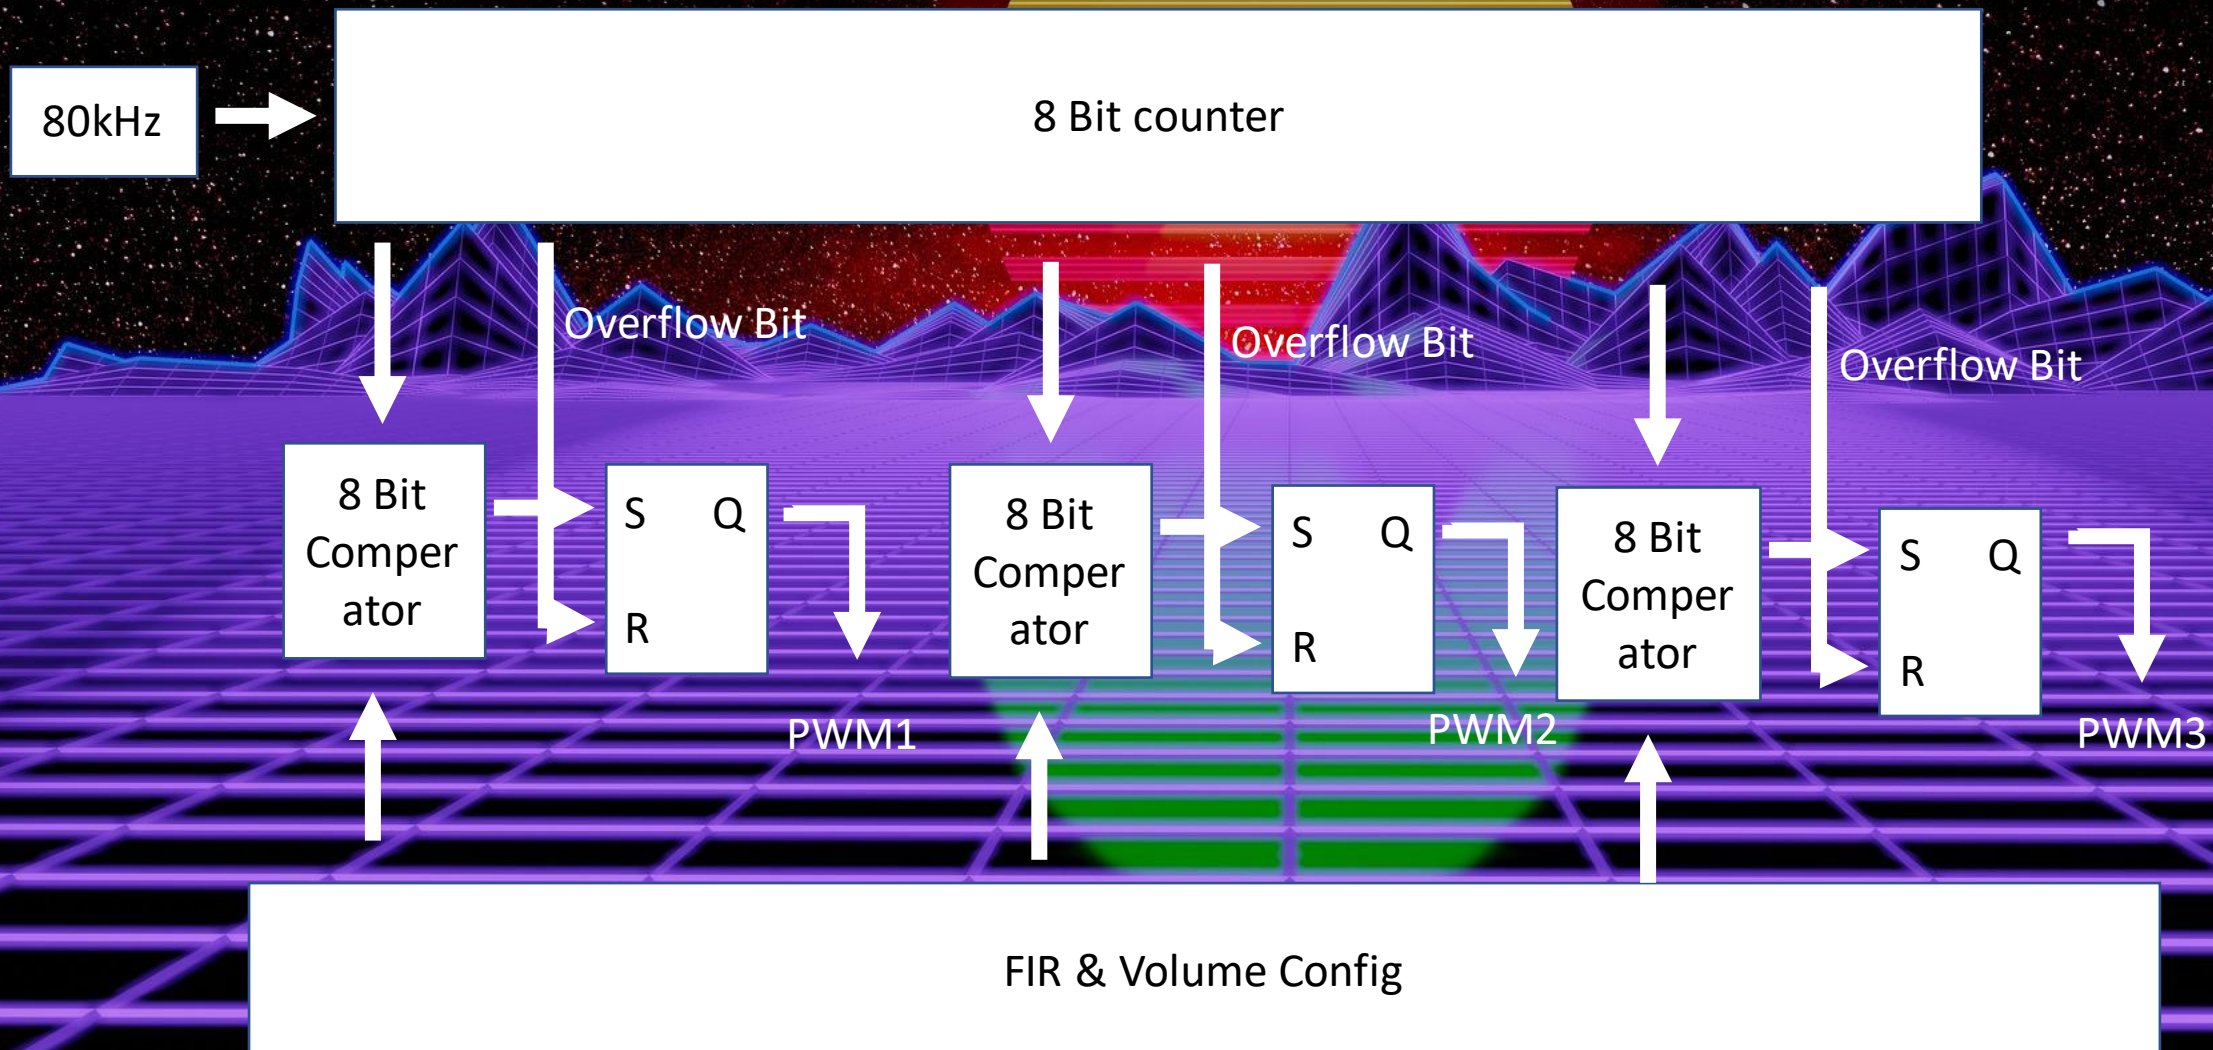 80kHz
8 Bit counter
Overflow Bit
Overflow Bit
Overflow Bit
8 Bit
Comper
ator
S Q
R
PWM1
8 Bit
Comper
ator
S Q
R
PWM2
8 Bit
Comper
ator
S Q
R
PWM3
FIR & Volume Config